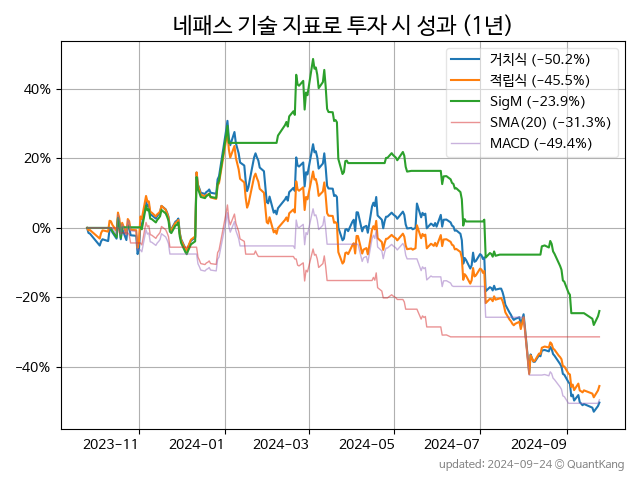 네패스 기술 지표로 투자 시 성과 (1년)
거치식 (−50.2%)
적립식 (−45.5%)
SigM (−23.9%)
SMA(20) (−31.3%)
MACD (−49.4%)
40%
20%
0%
−20%
−40%
2023-11 2024-01 2024-03 2024-05 2024-07 2024-09
updated: 2024-09-24 © QuantKang